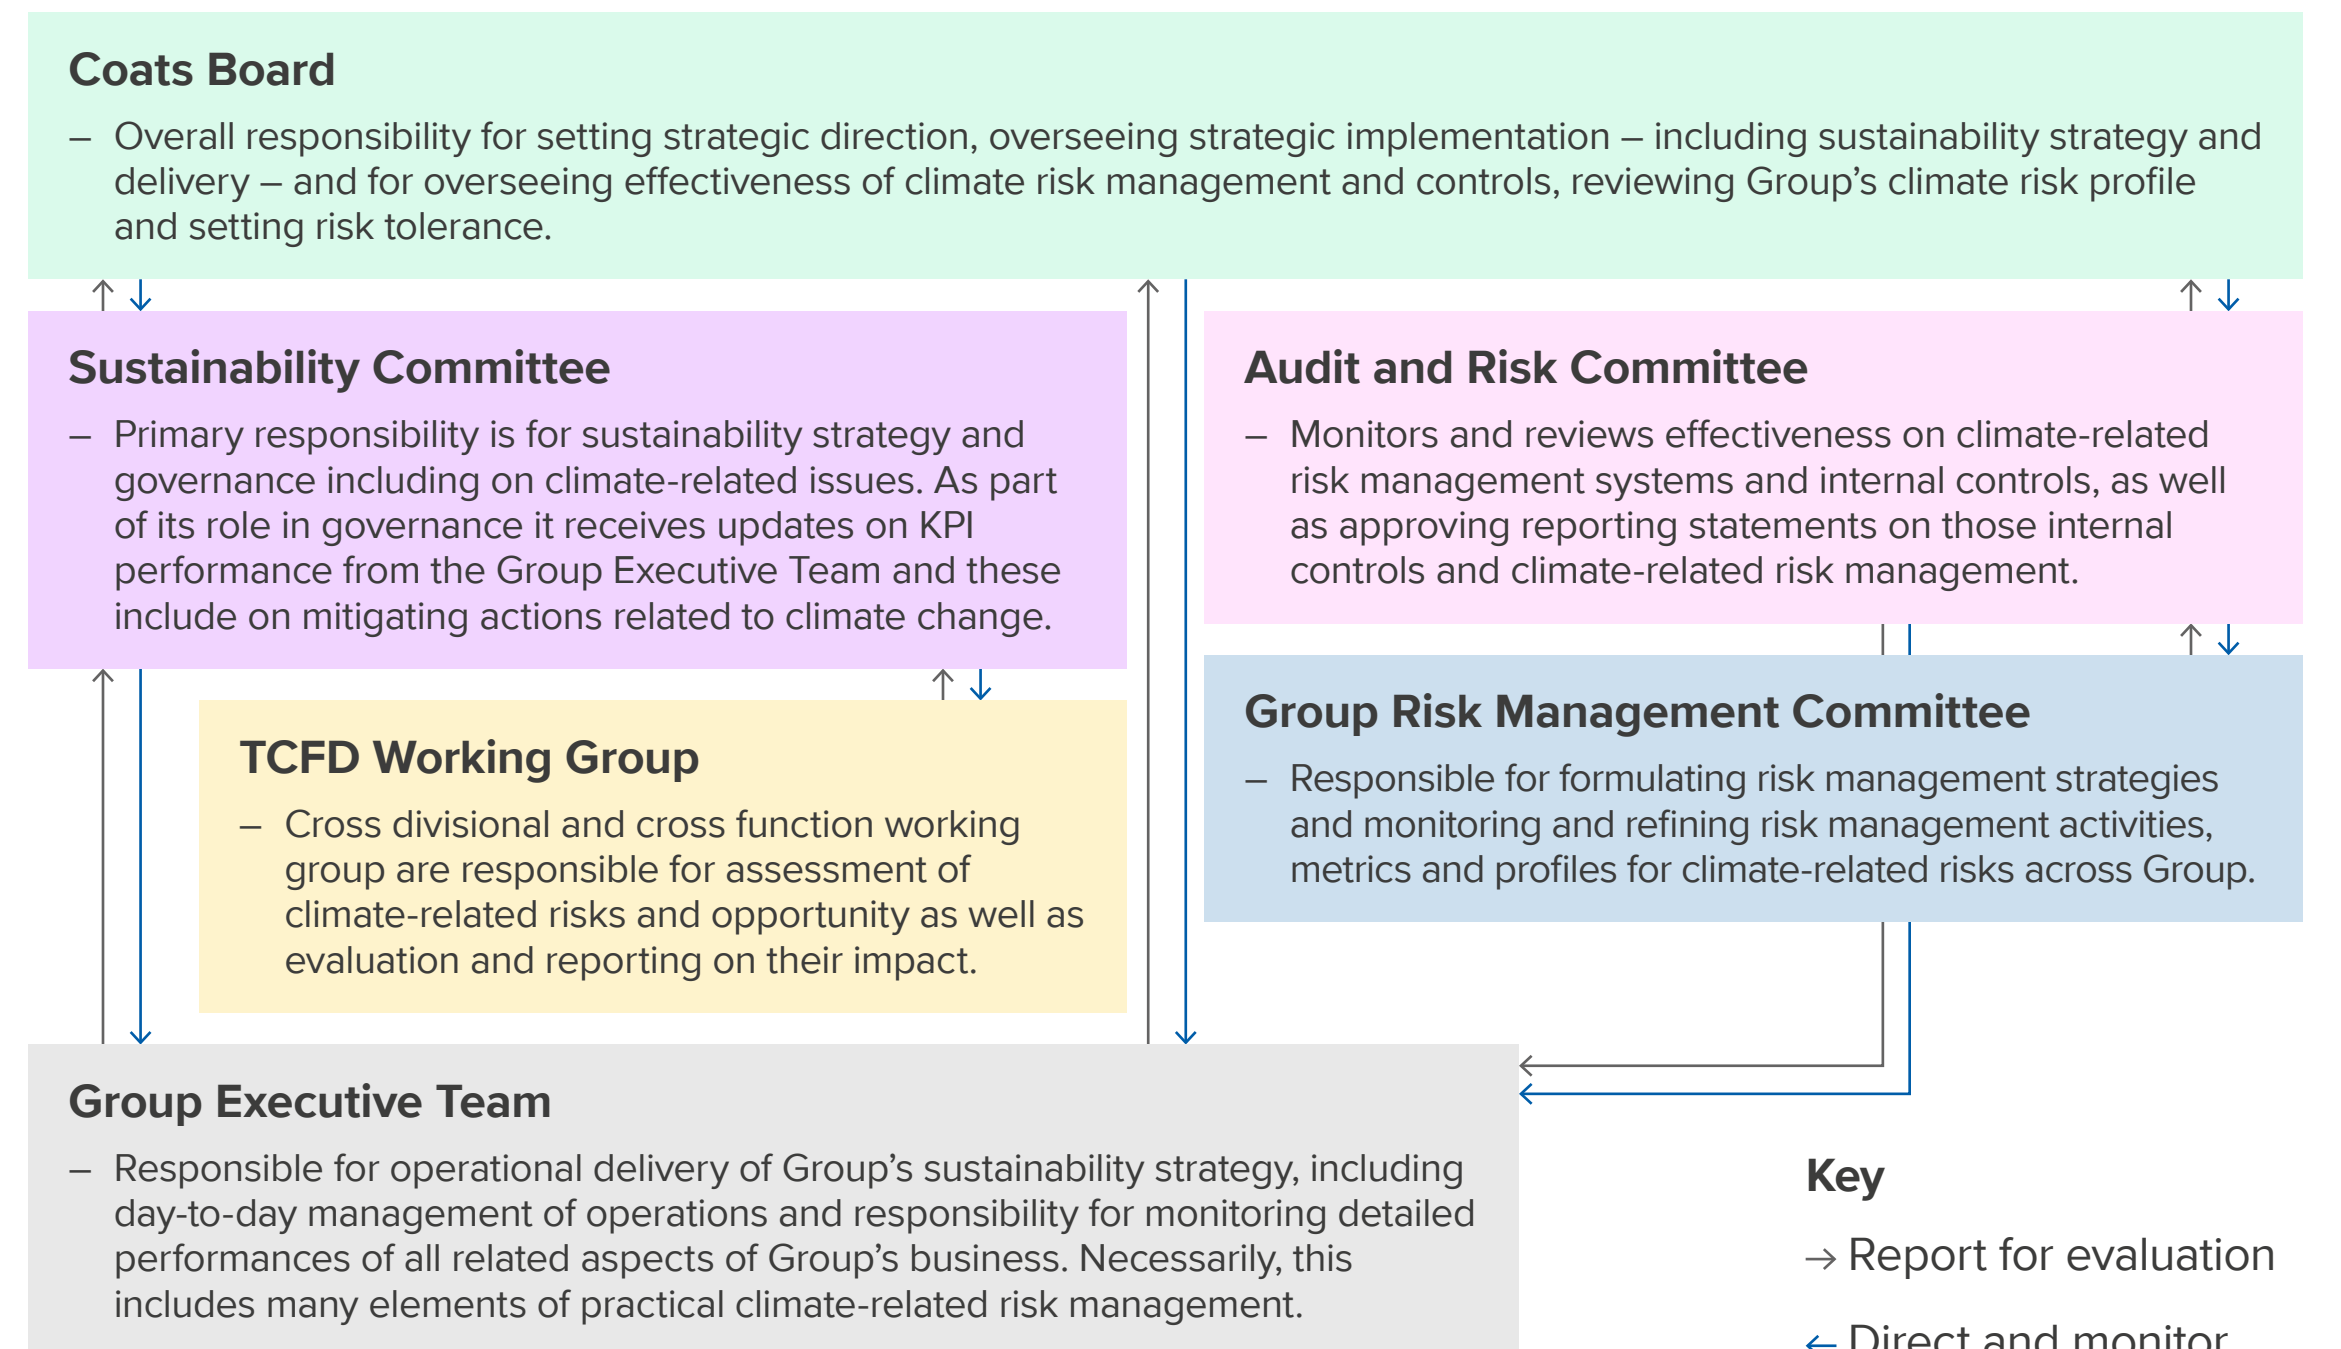 Coats Board
– Overall responsibility for setting strategic direction, overseeing strategic implementation – including sustainability strategy and
delivery – and for overseeing effectiveness of climate risk management and controls, reviewing Group’s climate risk profile
and setting risk tolerance.
Sustainability Committee
– Primary responsibility is for sustainability strategy and
governance including on climate-related issues. As part
of its role in governance it receives updates on KPI
performance from the Group Executive Team and these
include on mitigating actions related to climate change.
Audit and Risk Committee
– Monitors and reviews effectiveness on climate-related
risk management systems and internal controls, as well
as approving reporting statements on those internal
controls and climate-related risk management.
TCFD Working Group
– Cross divisional and cross function working
group are responsible for assessment of
climate-related risks and opportunity as well as
evaluation and reporting on their impact.
Group Risk Management Committee
– Responsible for formulating risk management strategies
and monitoring and refining risk management activities,
metrics and profiles for climate-related risks across Group.
Group Executive Team
– Responsible for operational delivery of Group’s sustainability strategy, including
day-to-day management of operations and responsibility for monitoring detailed
performances of all related aspects of Group’s business. Necessarily, this
includes many elements of practical climate-related risk management.
Key
→ Report for evaluation
← Direct and monitor